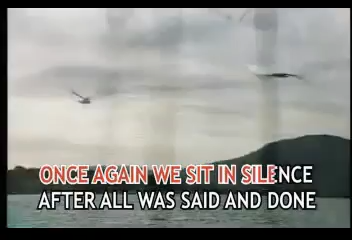 ONCE AGAIN WE SIT IN SILENCE
AFTER ALL WAS SAID AND DONE